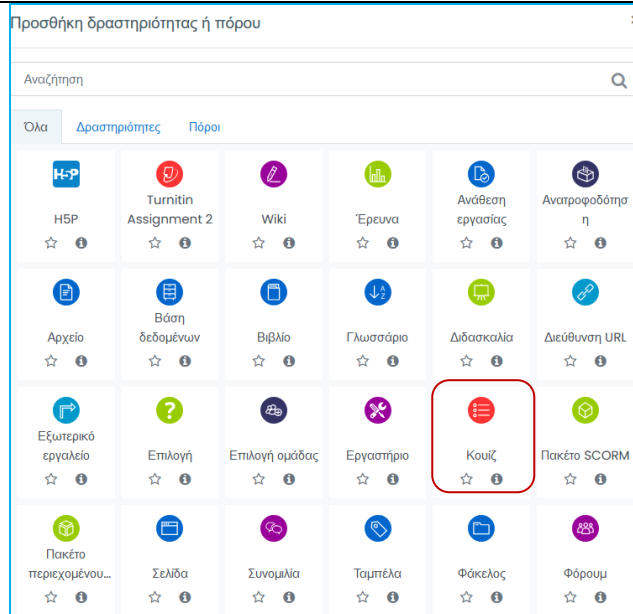 Προσθήκη δραστηριότητας ή πόρου
Αναζήτηση
Όλα Δραστηριότητες Πόροι
H5P
Turnitin
Assignment 2
Wiki
Έρευνα
Ανάθεση
εργασίας
Ανατροφοδότησ
η
Αρχείο
Βάση
δεδομένων
Βιβλίο
Γλωσσάριο
Διδασκαλία
Διεύθυνση URL
Εξωτερικό
εργαλείο
Επιλογή
Επιλογή ομάδας
Εργαστήριο
Κουίζ
Πακέτο SCORM
Πακέτο
περιεχομένου...
Σελίδα
Συνομιλία
Ταμπέλα
Φάκελος
Φόρουμ